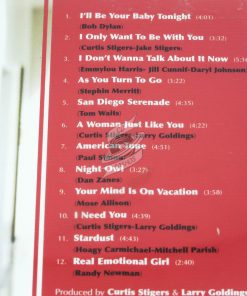 1. I'll Be Your Baby Tonight (4:01)
(Bob Dylan)
2. I Only Want To Be With You (3:32)
(Curtis Stigers-Jake Stigers)
3. I Don't Wanna Talk About It Now (5:
(Emmylou Harris- Jill Cunnif-Daryl Johnson
4. As You Turn To Go (3:22)
(Stephin Merritt)
5. San Diego Serenade (4:35)
(Tom Waits)
6. A Woman Just Like You (4:22)
(Curtis Stigers-Larry Goldings)
7. American Tune (4:51)
(Paul Simon)
8. Night Owl (3:27)
(Dan Zanes)
9. Your Mind Is On Vacation (3:58)
(Mose Allison)
10. I Need You (4:39)
(Curtis Stigers-Larry Goldings)
11. Stardust (4:43)
(Hoagy Carmichael-Mitchell Parish)
12. Real Emotional Girl (2:40)
(Randy Newman)
Produced by Curtis Stigers & Larry Goldings